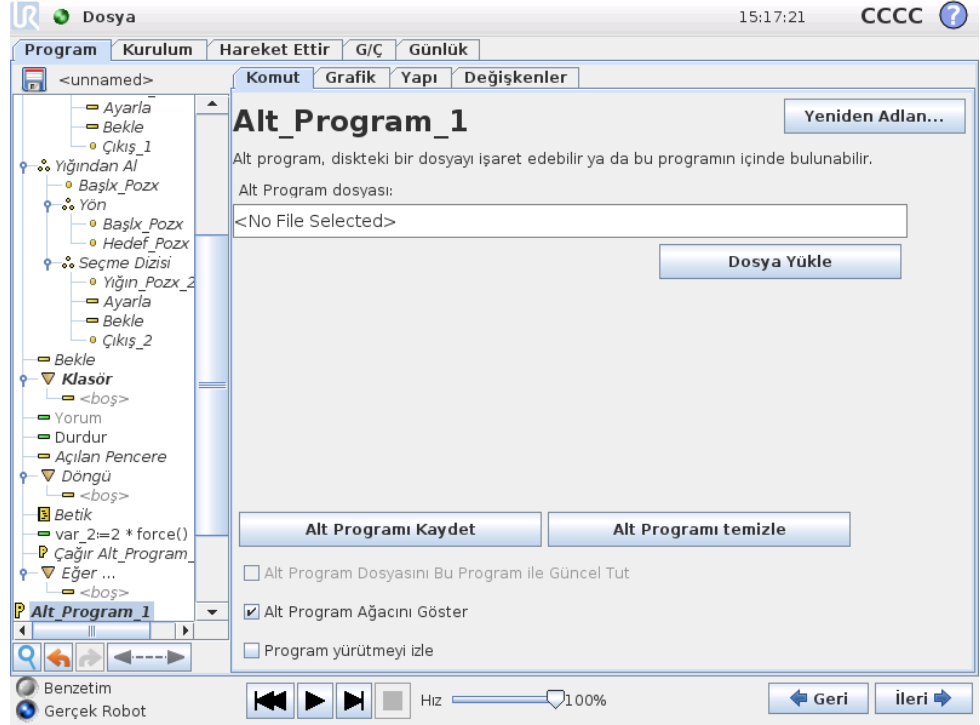 UR Dosya 15:17:21 CCCC ?
Program Kurulum Hareket Ettir G/Ç Günlük
<unnamed>
Komut Grafik Yapı Değişkenler
Ayarla
Bekle
Çıkış_1
Yığından Al
Başlx_Pozx
Yön
Başlx_Pozx
Hedef_Pozx
Seçme Dizisi
Yığın_Pozx_2
Ayarla
Bekle
Çıkış_2
Bekle
Klasör
<boş>
Yorum
Durdur
Açılan Pencere
Döngü
<boş>
Betik
var_2:=2 * force()
P Çağır Alt_Program_
Eğer ...
<boş>
P Alt_Program_1
Alt_Program_1
Yeniden Adlan...
Alt program, diskteki bir dosyayı işaret edebilir ya da bu programın içinde bulunabilir.
Alt Program dosyası:
<No File Selected>
Dosya Yükle
Alt Programı Kaydet Alt Programı temizle
Alt Program Dosyasını Bu Program ile Güncel Tut
Alt Program Ağacını Göster
Program yürütmeyi izle
Benzetim
Gerçek Robot
Hız 100%
Geri İleri